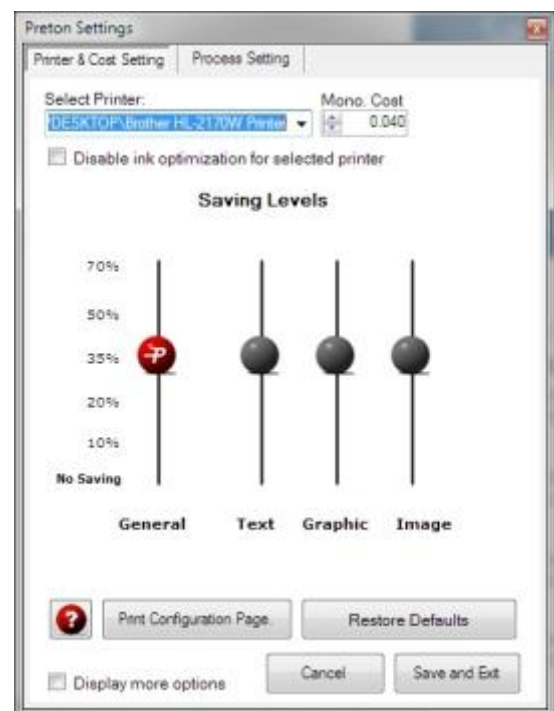 Preton Settings
Printer & Cost Setting Process Setting
Select Printer: Mono. Cost
\DESKTOP\Brother HL-2170W Printer 0.040
Disable ink optimization for selected printer
Saving Levels
70%
50%
35%
20%
10%
No Saving
General Text Graphic Image
? Print Configuration Page. Restore Defaults
Display more options Cancel Save and Exit